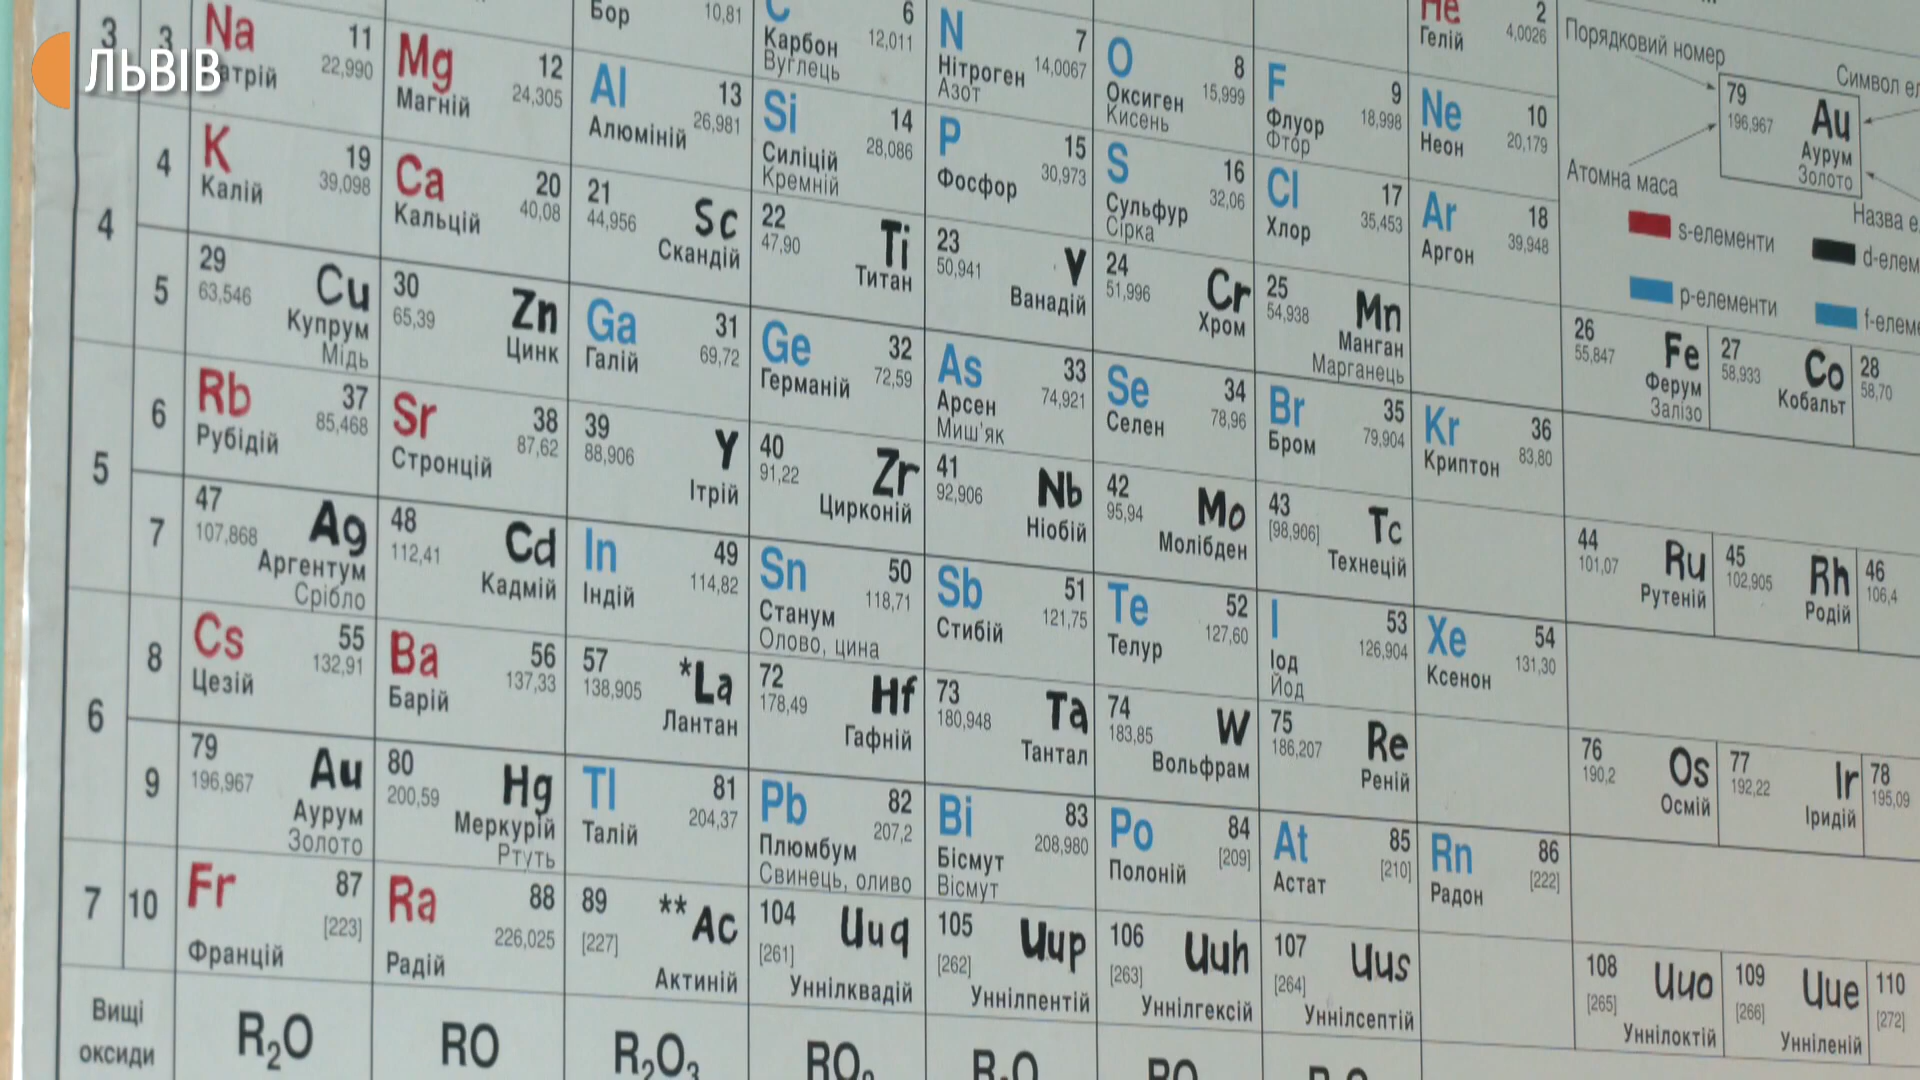 ЛЬВІВ
Бор 10,81
6 12,011 Карбон Вуглець
N 7 Нітроген 14,0067 Азот
O 8 Оксиген 15,999 Кисень
F 9 Флуор 18,998 Фтор
He 2 Гелій 4,0026
Ne 10 Неон 20,179
Порядковий номер
Символ
79 Au 196,967 Аурум Золото
Атомна маса
Назва
s-елементи
p-елементи
3 3 Na 11 22,990
Mg 12 Магній 24,305
Al 13 Алюміній 26,981
Si 14 Силіцій 28,086 Кремній
P 15 Фосфор 30,973
S 16 Сульфур 32,06 Сірка
Cl 17 Хлор 35,453
Ar 18 Аргон 39,948
4 4 K 19 Калій 39,098
Ca 20 Кальцій 40,08
21 Sc 44,956 Скандій
22 Ti 47,90 Титан
23 V 50,941 Ванадій
24 Cr 51,996 Хром
25 Mn 54,938 Манган Марганець
26 Fe 55,847 Ферум Залізо
27 Co 58,933 Кобальт
28 58,70
5 29 Cu 63,546 Купрум Мідь
30 Zn 65,39 Цинк
Ga 31 Галій 69,72
Ge 32 Германій 72,59
As 33 Арсен 74,921 Миш'як
Se 34 Селен 78,96
Br 35 Бром 79,904
Kr 36 Криптон 83,80
5 6 Rb 37 Рубідій 85,468
Sr 38 Стронцій 87,62
39 Y 88,906 Ітрій
40 Zr 91,22 Цирконій
41 Nb 92,906 Ніобій
42 Mo 95,94 Молібден
43 Tc [98,906] Технецій
44 Ru 101,07 Рутеній
45 Rh 102,905 Родій
46 106,4
7 47 Ag 107,868 Аргентум Срібло
48 Cd 112,41 Кадмій
In 49 Індій 114,82
Sn 50 Станум 118,71 Олово, цина
Sb 51 Стибій 121,75
Te 52 Телур 127,60
I 53 Іод 126,904 Йод
Xe 54 Ксенон 131,30
6 8 Cs 55 Цезій 132,91
Ba 56 Барій 137,33
57 *La 138,905 Лантан
72 Hf 178,49 Гафній
73 Ta 180,948 Тантал
74 W 183,85 Вольфрам
75 Re 186,207 Реній
76 Os 190,2 Осмій
77 Ir 192,22 Іридій
78 195,09
9 79 Au 196,967 Аурум Золото
80 Hg 200,59 Меркурій Ртуть
Tl 81 Талій 204,37
Pb 82 Плюмбум 207,2 Свинець, оливо
Bi 83 Бісмут 208,980 Вісмут
Po 84 Полоній [209]
At 85 Астат [210]
Rn 86 Радон [222]
7 10 Fr 87 Францій [223]
Ra 88 Радій 226,025
89 **Ac [227] Актиній
104 Uuq [261] Уннілквадій
105 Uup [262] Уннілпентій
106 Uuh [263] Уннілгексій
107 Uus [264] Уннілсептій
108 Uuo [265] Уннілоктій
109 Uue [266] Унніленій
110 [272]
Вищі оксиди
R2O RO R2O3